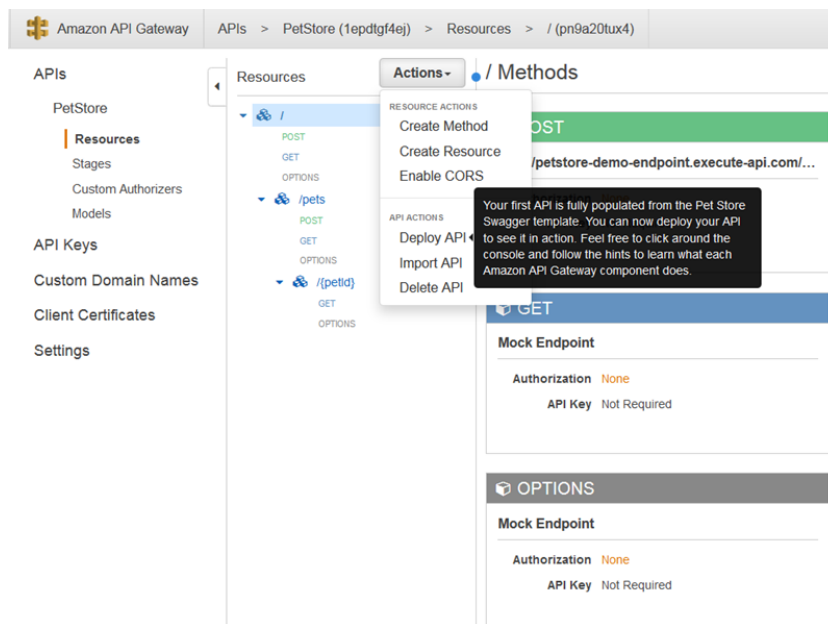 Amazon API Gateway APIs > PetStore (1epdtgf4ej) > Resources > / (pn9a20tux4)
APIs
PetStore
Resources
Stages
Custom Authorizers
Models
API Keys
Custom Domain Names
Client Certificates
Settings
Resources
/
POST
GET
OPTIONS
/pets
POST
GET
OPTIONS
/{petId}
GET
OPTIONS
Actions
RESOURCE ACTIONS
Create Method
Create Resource
Enable CORS
API ACTIONS
Deploy API
Import API
Delete API
Your first API is fully populated from the Pet Store
Swagger template. You can now deploy your API
to see it in action. Feel free to click around the
console and follow the hints to learn what each
Amazon API Gateway component does.
/ Methods
OST
/petstore-demo-endpoint.execute-api.com/...
GET
Mock Endpoint
Authorization None
API Key Not Required
OPTIONS
Mock Endpoint
Authorization None
API Key Not Required